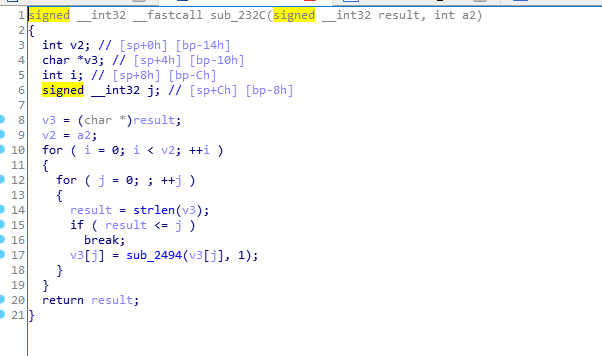 1 signed __int32 __fastcall sub_232C(signed __int32 result, int a2)
2 {
3 int v2; // [sp+0h] [bp-14h]
4 char *v3; // [sp+4h] [bp-10h]
5 int i; // [sp+8h] [bp-Ch]
6 signed __int32 j; // [sp+Ch] [bp-8h]
7
8 v3 = (char *)result;
9 v2 = a2;
10 for ( i = 0; i < v2; ++i )
11 {
12 for ( j = 0; ; ++j )
13 {
14 result = strlen(v3);
15 if ( result <= j )
16 break;
17 v3[j] = sub_2494(v3[j], 1);
18 }
19 }
20 return result;
21 }